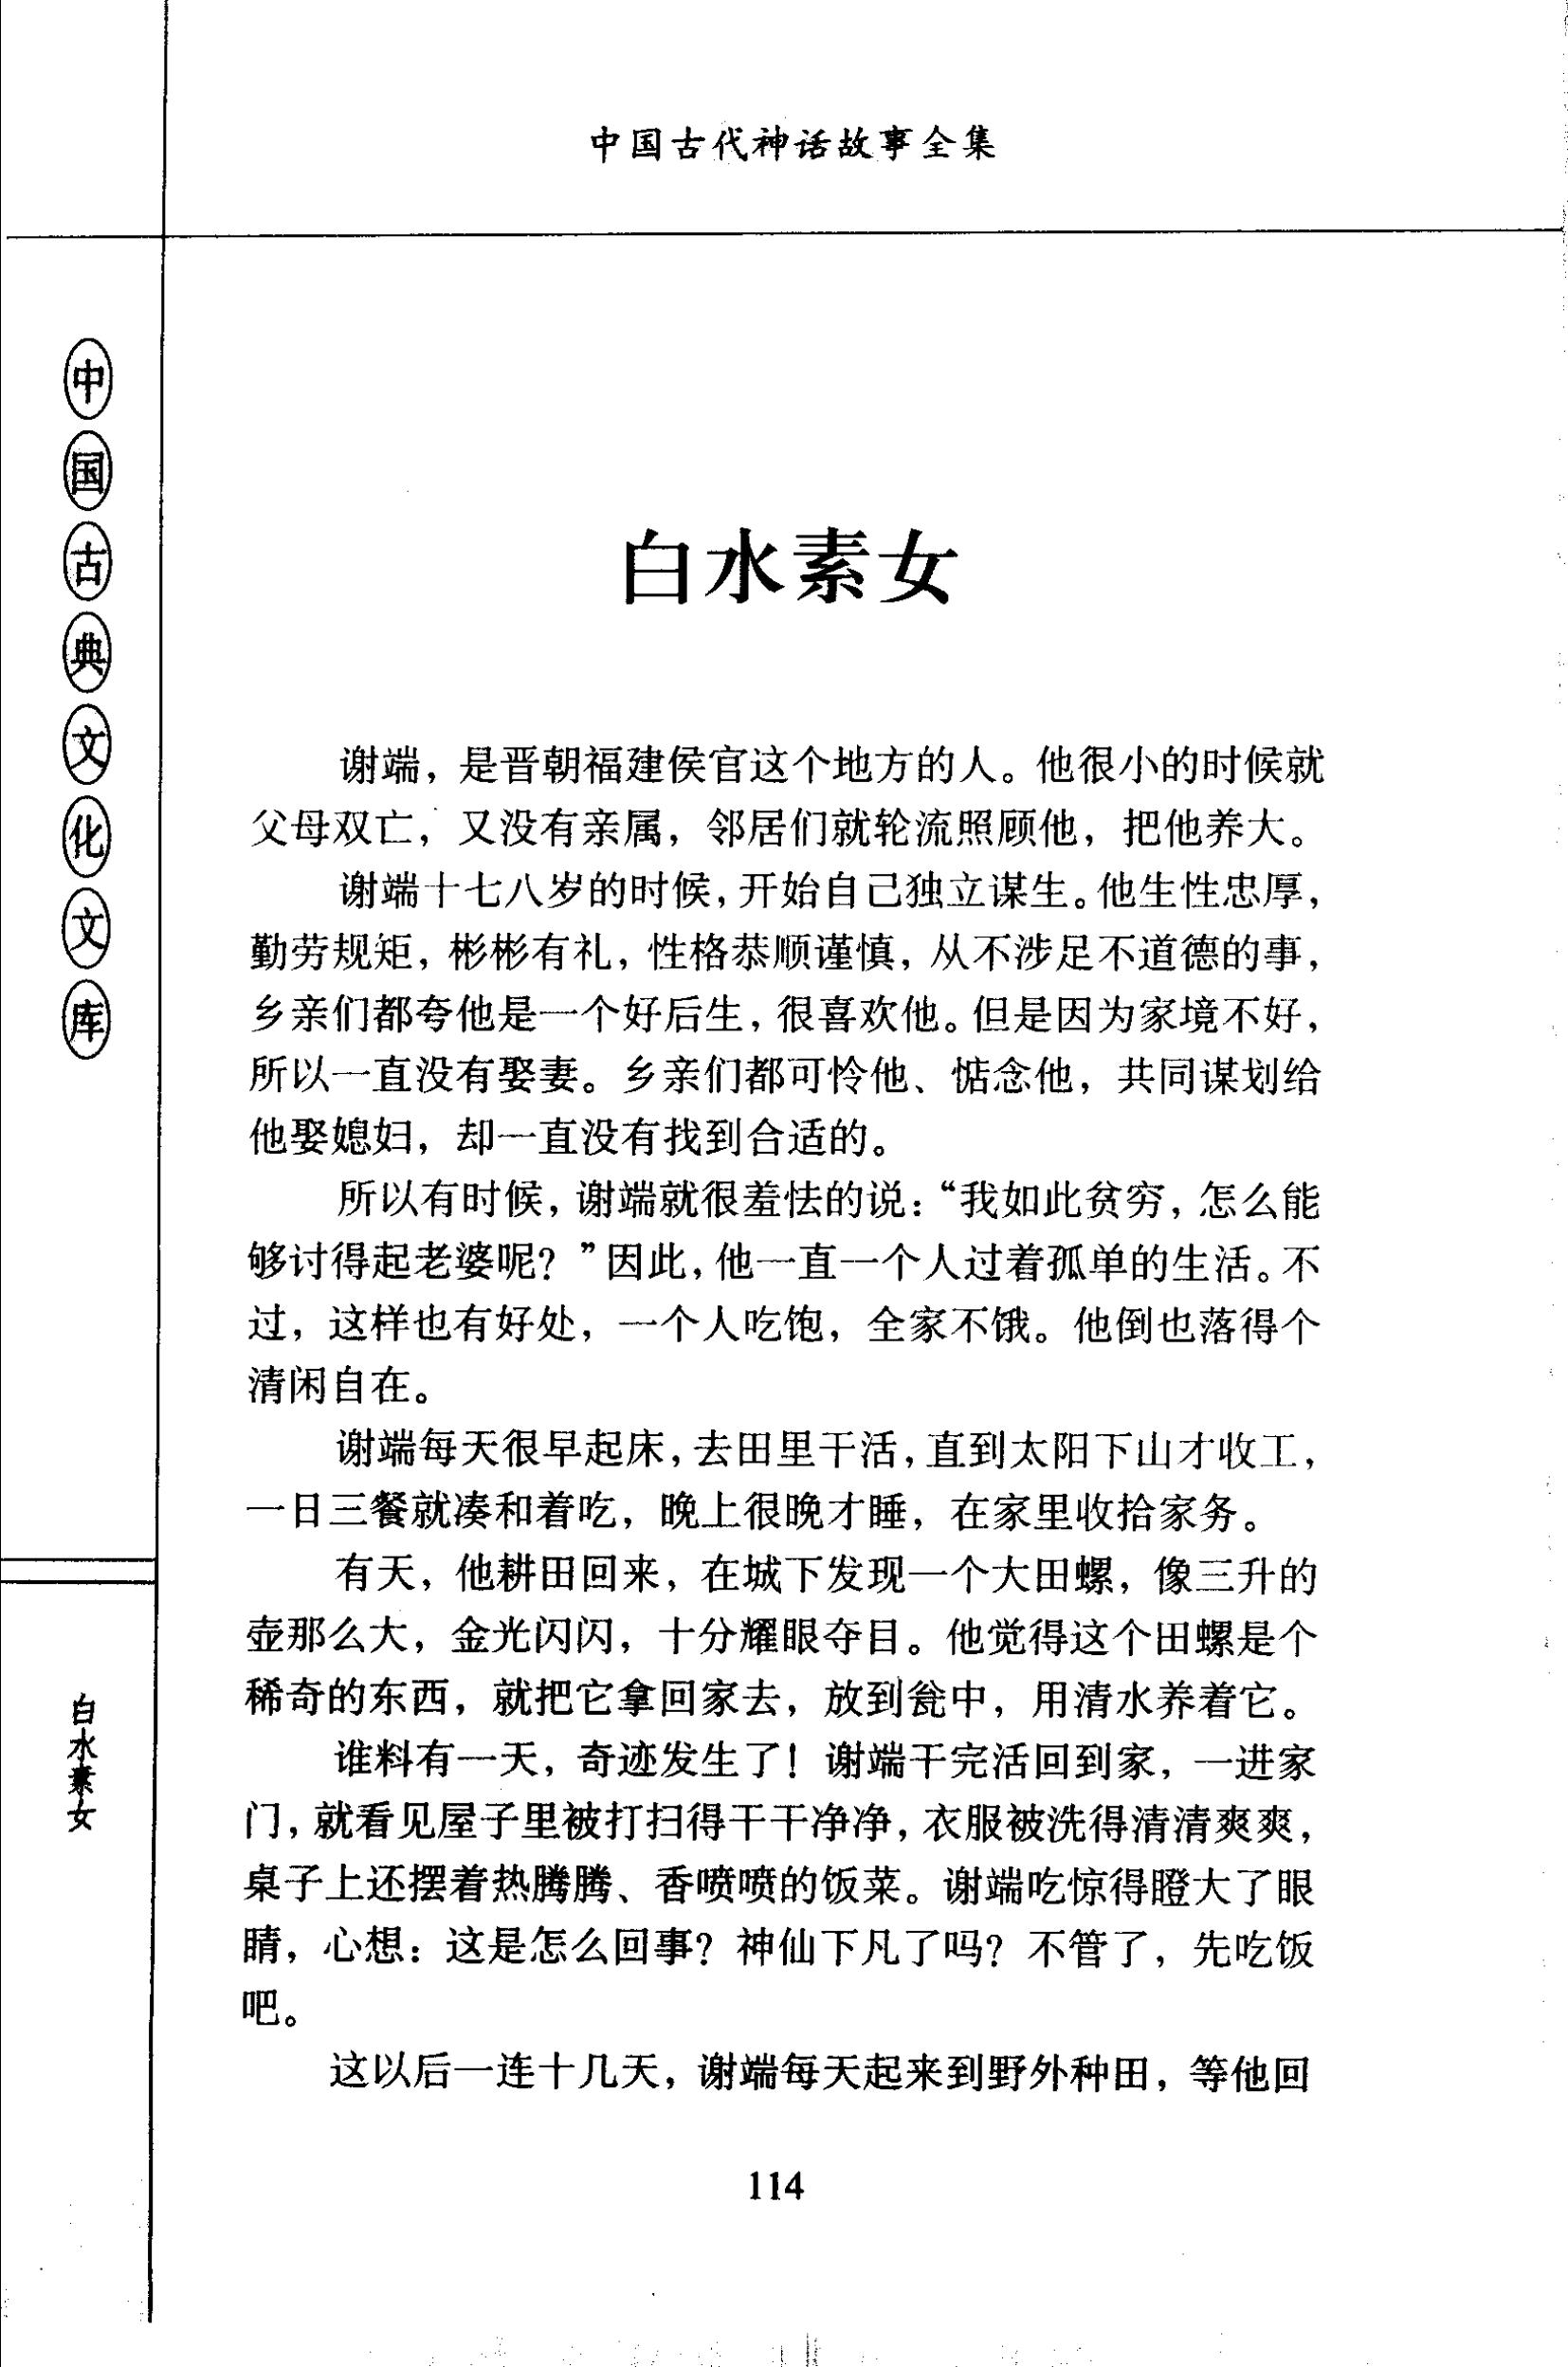 中国古代神话故事全集
中国古典文化文库
白水素女
白水素女
谢端，是晋朝福建侯官这个地方的人。他很小的时候就
父母双亡，又没有亲属，邻居们就轮流照顾他，把他养大。
谢端十七八岁的时候，开始自己独立谋生。他生性忠厚，
勤劳规矩，彬彬有礼，性格恭顺谨慎，从不涉足不道德的事，
乡亲们都夸他是一个好后生，很喜欢他。但是因为家境不好，
所以一直没有娶妻。乡亲们都可怜他、惦念他，共同谋划给
他娶媳妇，却一直没有找到合适的。
所以有时候，谢端就很羞怯的说：“我如此贫穷，怎么能
够讨得起老婆呢？”因此，他一直一个人过着孤单的生活。不
过，这样也有好处，一个人吃饱，全家不饿。他倒也落得个
清闲自在。
谢端每天很早起床，去田里干活，直到太阳下山才收工，
一日三餐就凑和着吃，晚上很晚才睡，在家里收拾家务。
有天，他耕田回来，在城下发现一个大田螺，像三升的
壶那么大，金光闪闪，十分耀眼夺目。他觉得这个田螺是个
稀奇的东西，就把它拿回家去，放到瓮中，用清水养着它。
谁料有一天，奇迹发生了！谢端干完活回到家，一进家
门，就看见屋子里被打扫得干干净净，衣服被洗得清清爽爽，
桌子上还摆着热腾腾、香喷喷的饭菜。谢端吃惊得瞪大了眼
睛，心想：这是怎么回事？神仙下凡了吗？不管了，先吃饭
吧。
这以后一连十几天，谢端每天起来到野外种田，等他回
114